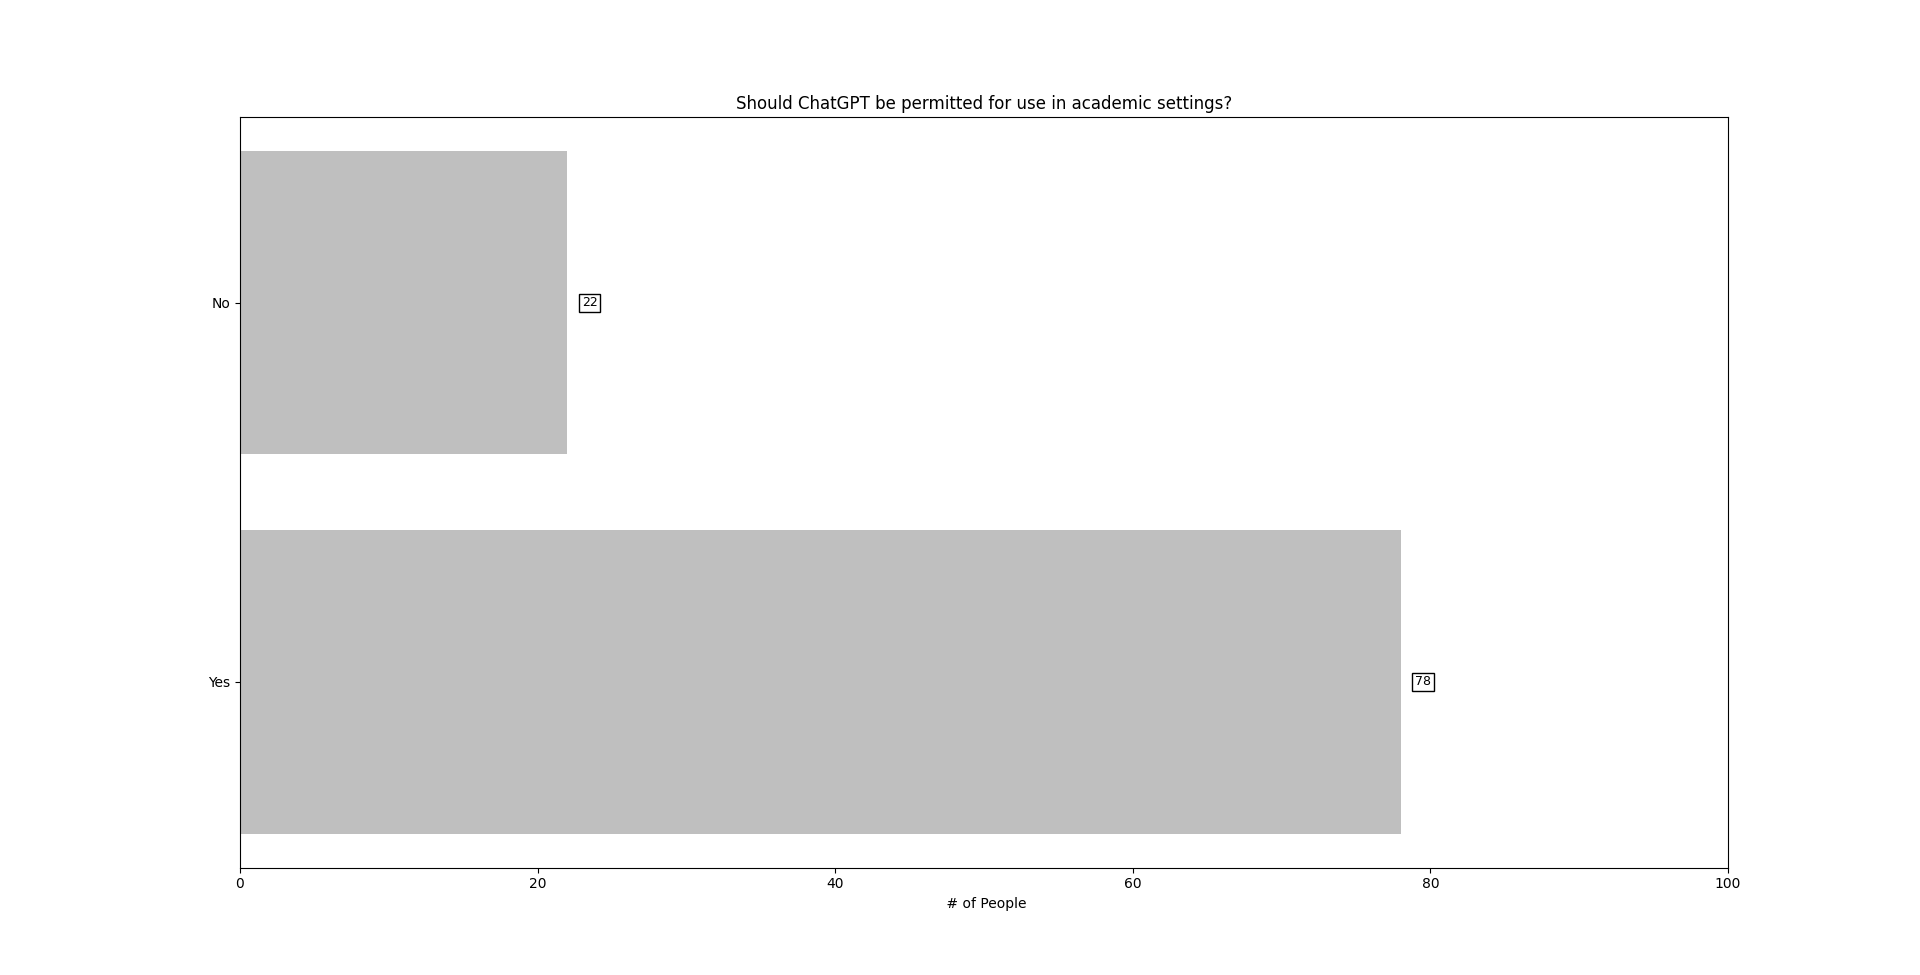 Should ChatGPT be permitted for use in academic settings?
No
22
Yes
78
0 20 40 60 80 100
# of People